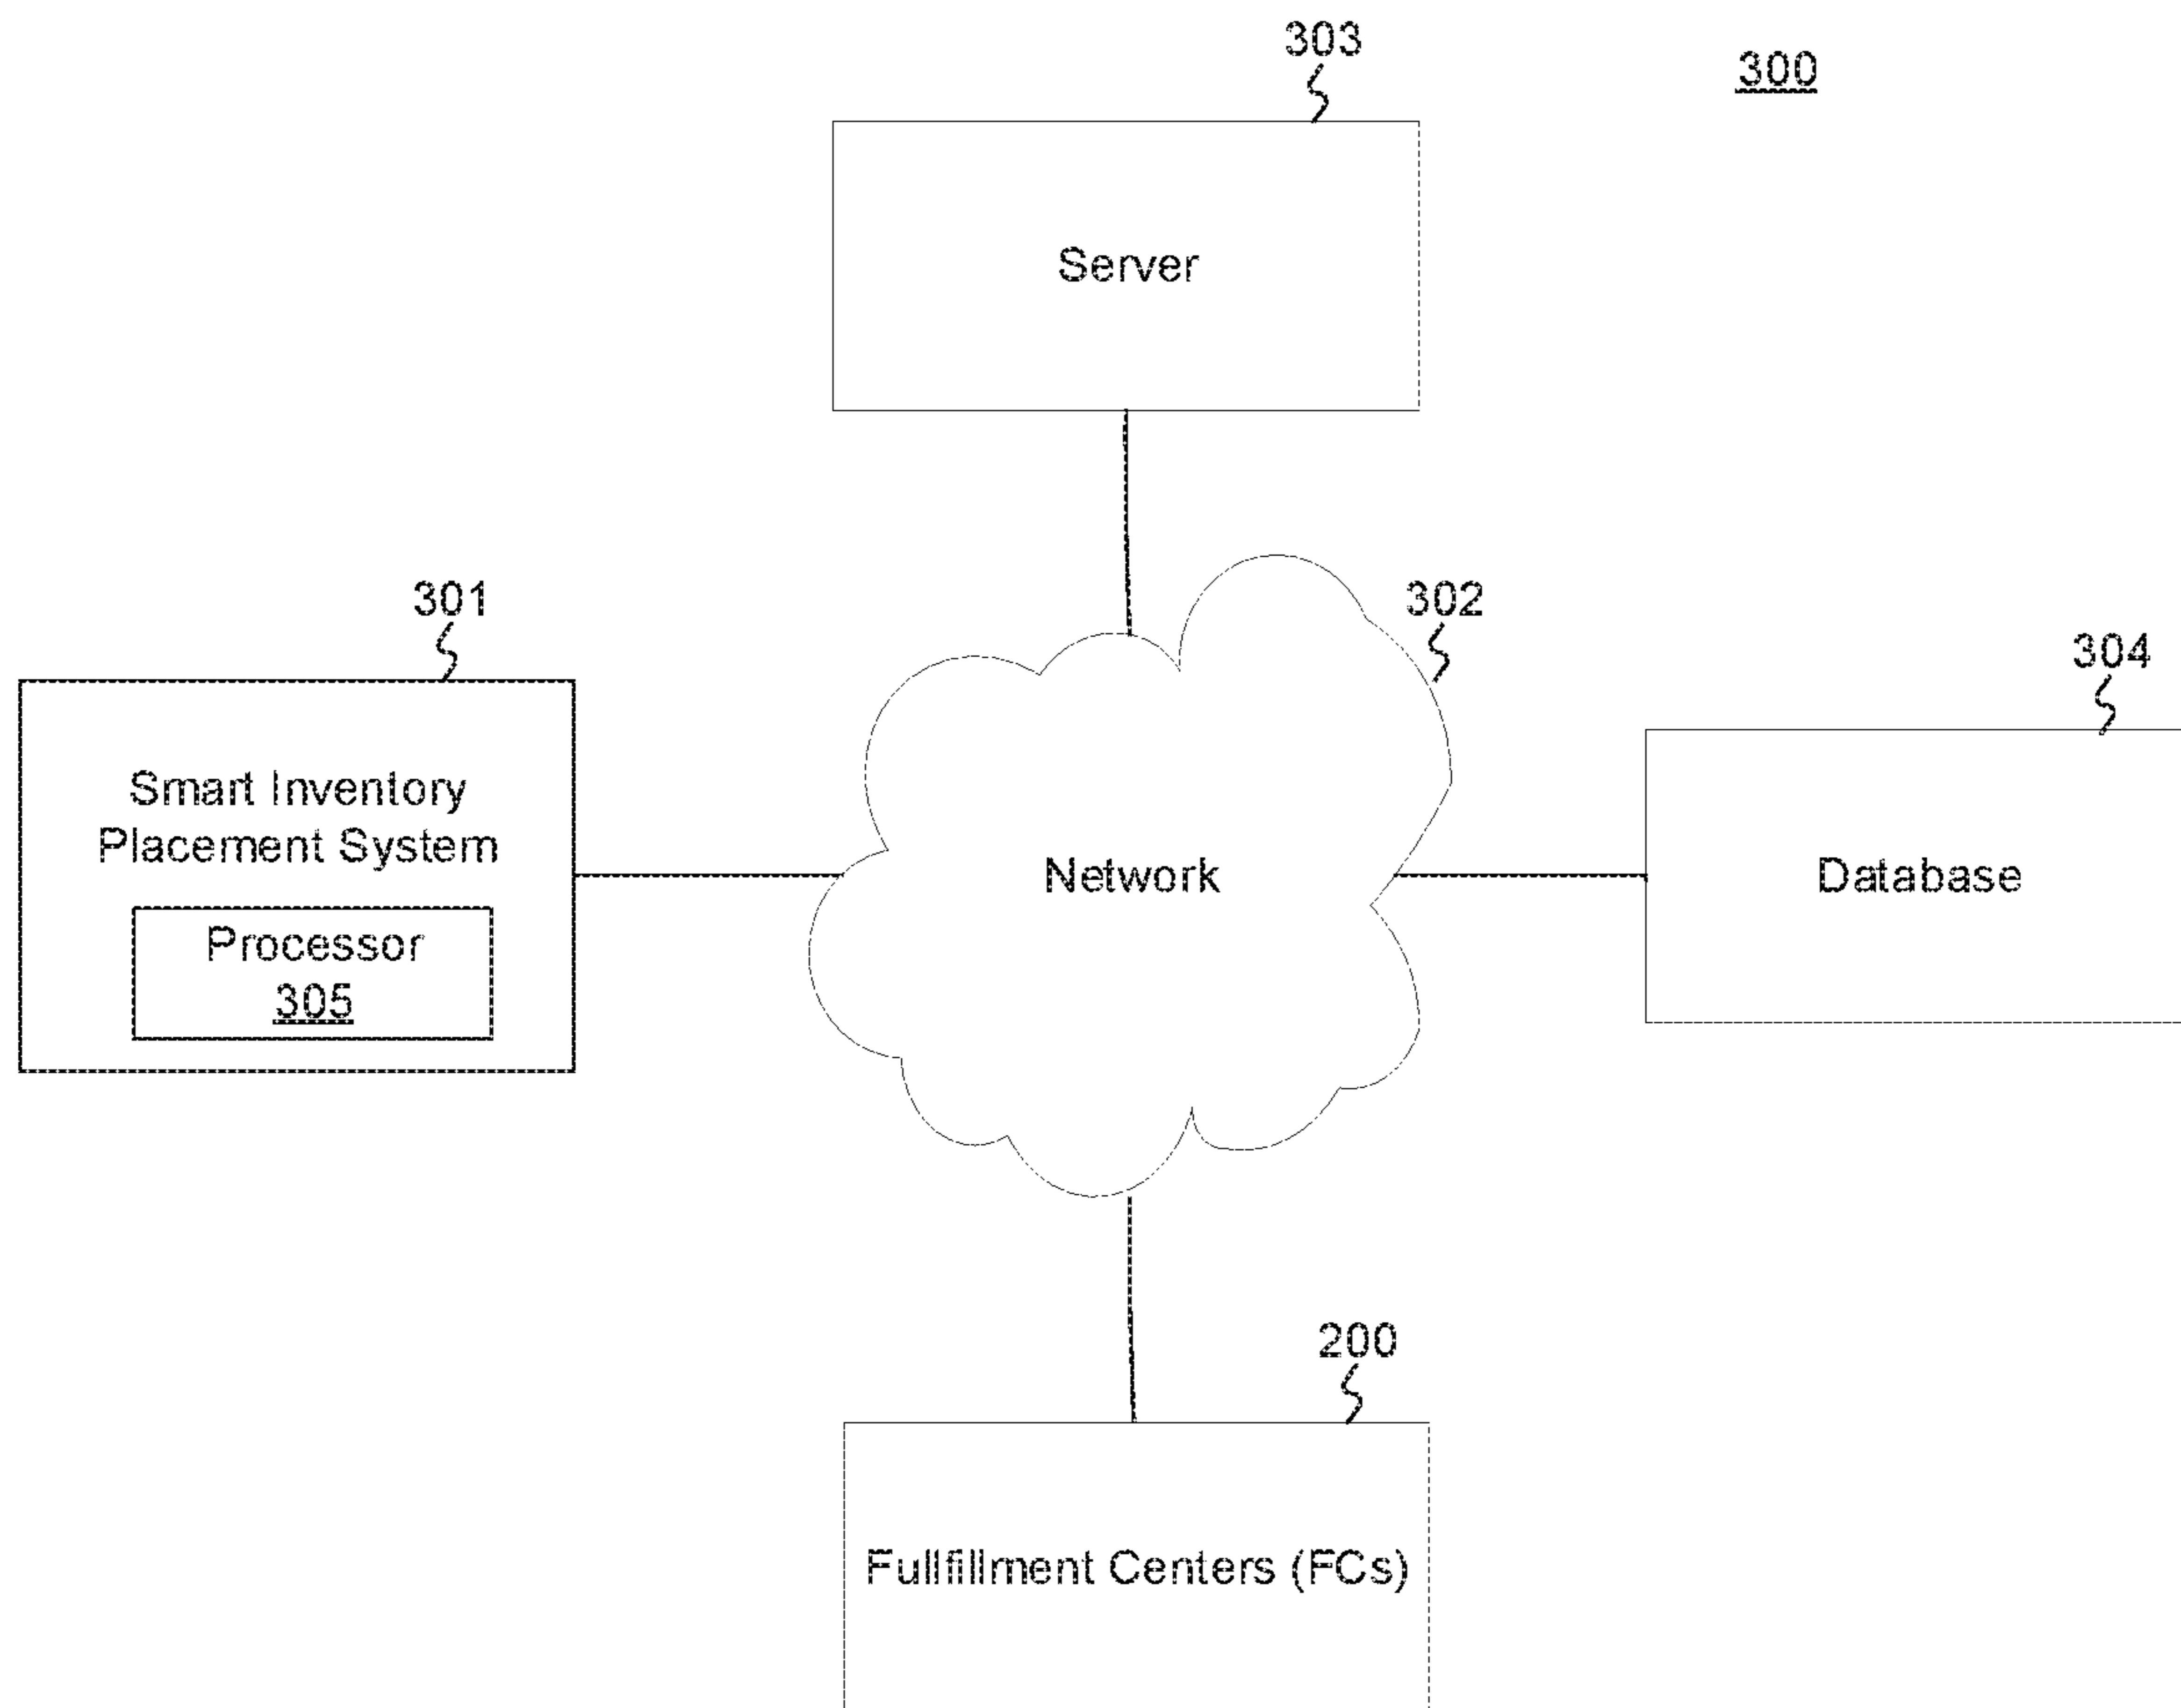 303
300
Server
301
302
304
Smart Inventory
Placement System
Network
Database
Processor
305
200
Fullfillment Centers (FCs)